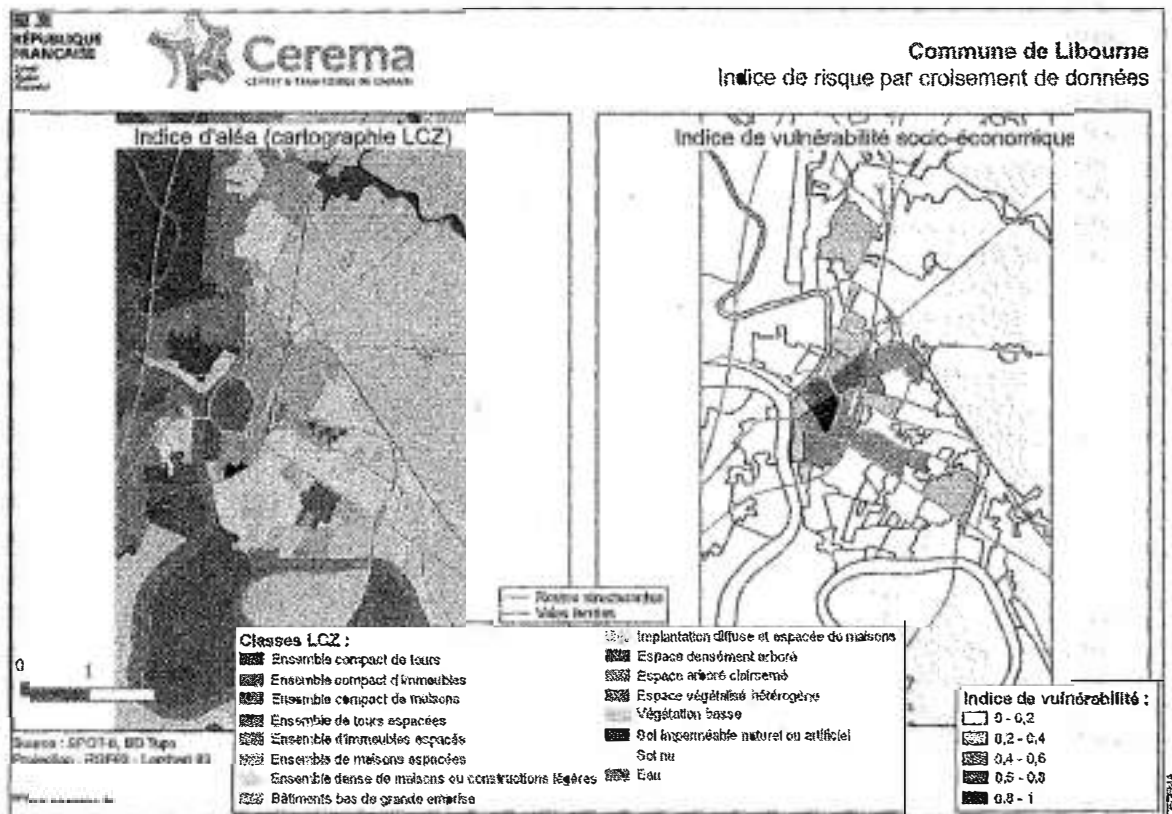 RÉPUBLIQUE
FRANÇAISE
Cerema
Commune de Libourne
Indice de risque par croisement de données
Indice d'aléa (cartographie LCZ)
Indice de vulnérabilité socio-économique
0 1
Classes LCZ :
Ensemble compact de tours
Ensemble compact d'immeubles
Ensemble compact de maisons
Ensemble de tours espacées
Ensemble d'immeubles espacés
Ensemble de maisons espacées
Ensemble dense de maisons ou constructions légères
Bâtiments bas de grande emprise
Implantation diffuse et espacée de maisons
Espace densément arboré
Espace arboré clairsemé
Espace végétalisé hétérogène
Végétation basse
Sol imperméable naturel ou artificiel
Sol nu
Eau
Indice de vulnérabilité :
0 - 0,2
0,2 - 0,4
0,4 - 0,6
0,6 - 0,8
0,8 - 1
Source : SPOT-6, BD Topo